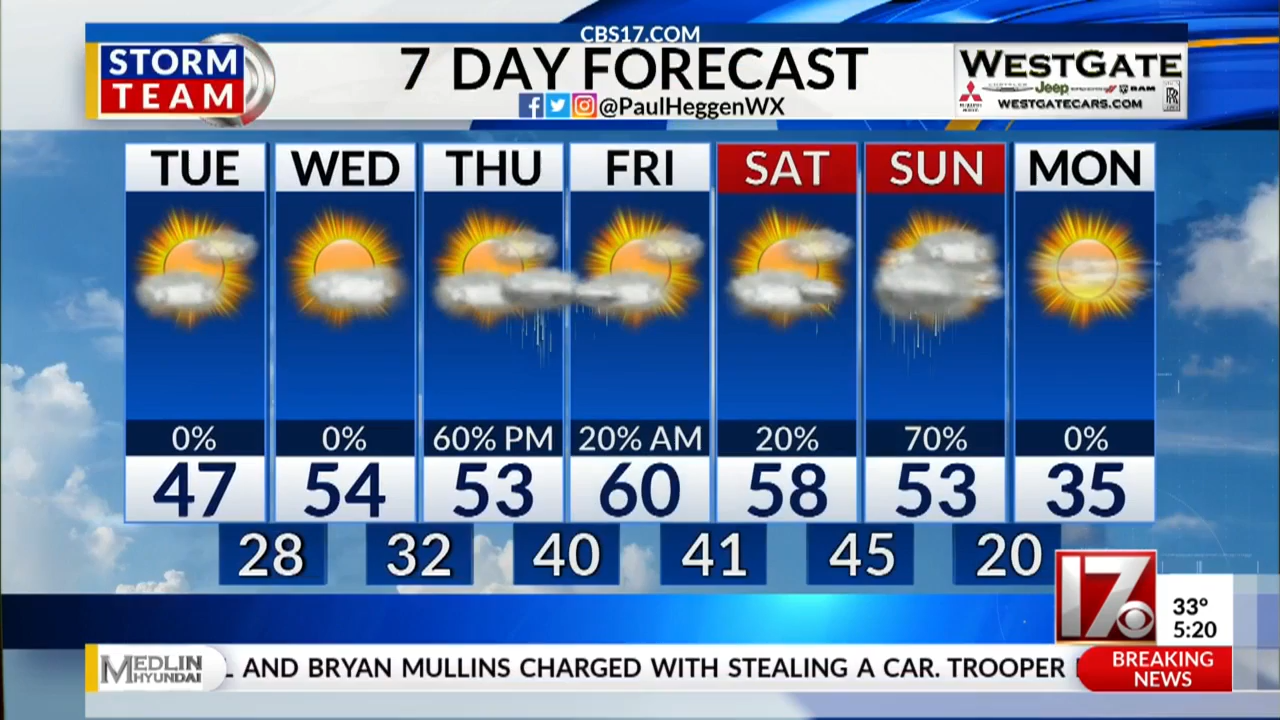 CBS17.COM
STORM
TEAM
7 DAY FORECAST
@PaulHeggenWX
WESTGATE
Jeep
RAM
WESTGATECARS.COM
TUE WED THU FRI SAT SUN MON
0% 0% 60% PM 20% AM 20% 70% 0%
47 54 53 60 58 53 35
28 32 40 41 45 20
17
33°
5:20
MEDLIN
HYUNDAI
AND BRYAN MULLINS CHARGED WITH STEALING A CAR. TROOPER
BREAKING
NEWS